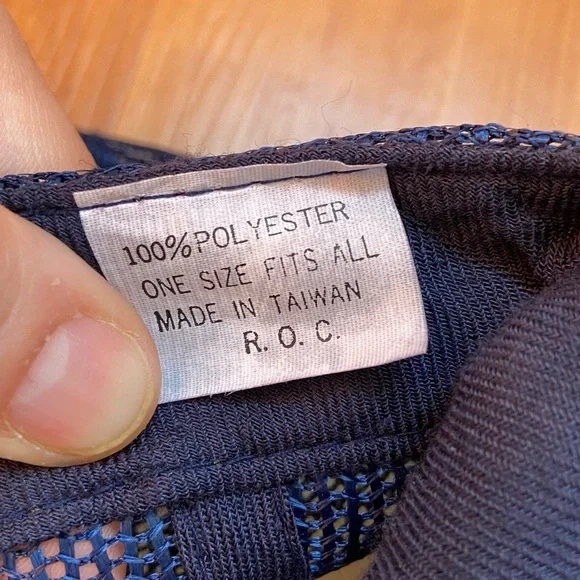 100% POLYESTER
ONE SIZE FITS ALL
MADE IN TAIWAN
R. O. C.